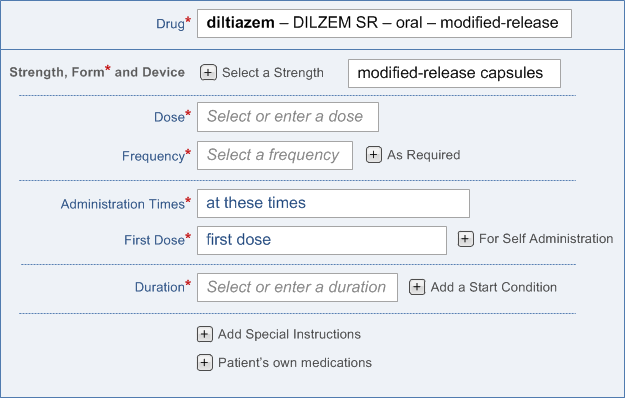 Drug* diltiazem – DILZEM SR – oral – modified-release
Strength, Form* and Device + Select a Strength modified-release capsules
Dose* Select or enter a dose
Frequency* Select a frequency + As Required
Administration Times* at these times
First Dose* first dose + For Self Administration
Duration* Select or enter a duration + Add a Start Condition
+ Add Special Instructions
+ Patient's own medications